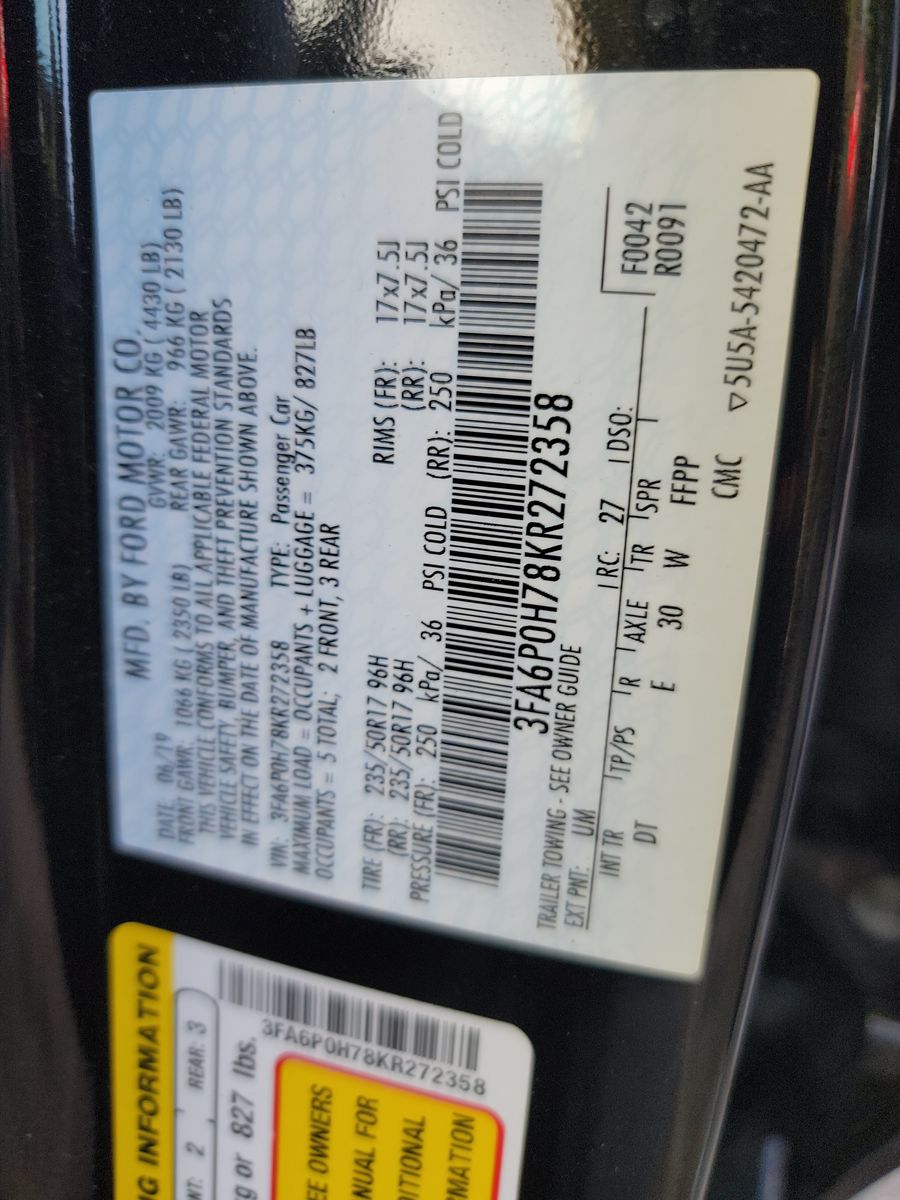 MFD. BY FORD MOTOR CO.
DATE: 06/19 GVWR: 2009 KG ( 4430 LB)
FRONT GAWR: 1066 KG ( 2350 LB) REAR GAWR: 966 KG ( 2130 LB)
THIS VEHICLE CONFORMS TO ALL APPLICABLE FEDERAL MOTOR
VEHICLE SAFETY, BUMPER, AND THEFT PREVENTION STANDARDS
IN EFFECT ON THE DATE OF MANUFACTURE SHOWN ABOVE.
VIN: 3FA6P0H78KR272358 TYPE: Passenger Car
MAXIMUM LOAD = OCCUPANTS + LUGGAGE = 375KG/ 827LB
OCCUPANTS = 5 TOTAL; 2 FRONT, 3 REAR
TIRE (FR): 235/50R17 96H RIMS (FR): 17x7.5J
(RR): 235/50R17 96H (RR): 17x7.5J
PRESSURE (FR): 250 kPa/ 36 PSI COLD (RR): 250 kPa/ 36 PSI COLD
3FA6P0H78KR272358
TRAILER TOWING - SEE OWNER GUIDE
EXT PNT: UM RC: 27 DSO: F0042
INT TR TP/PS R AXLE TR SPR R0091
DT E 30 W FFPP
CMC ▽5U5A-5420472-AA
NG INFORMATION
NT: 2 REAR: 3
kg or 827 lbs.
3FA6P0H78KR272358
EE OWNERS
ANUAL FOR
DITIONAL
RMATION